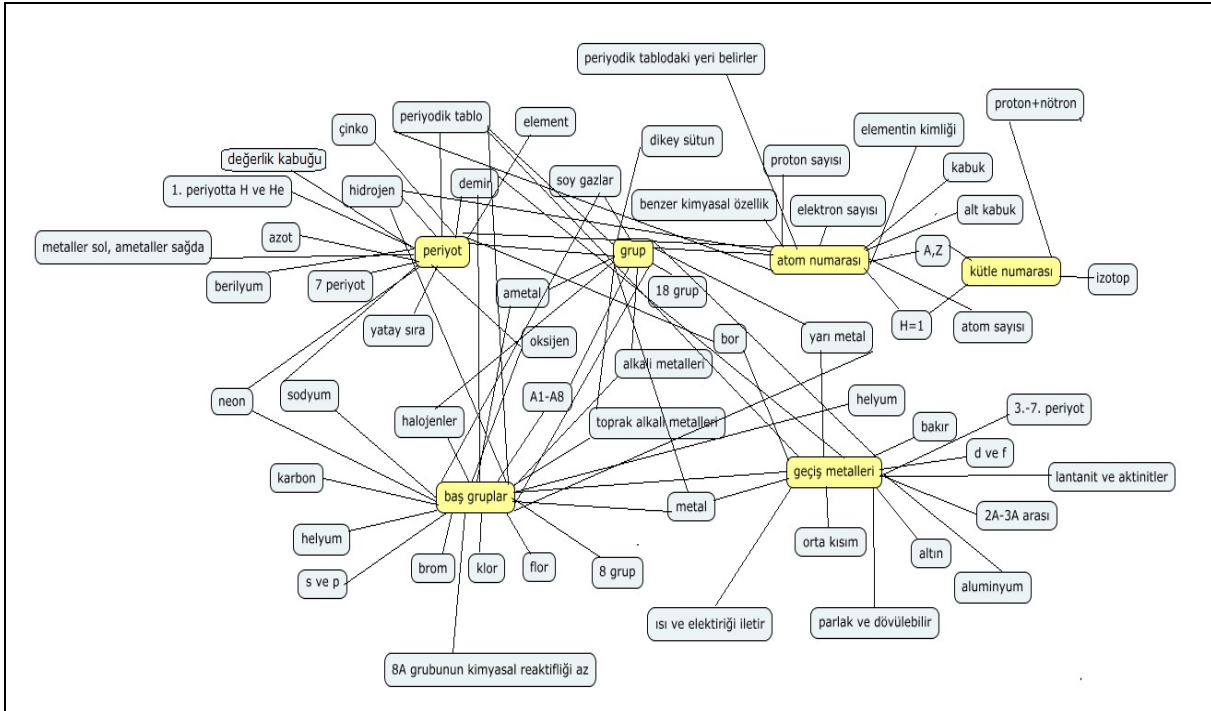 periyodik tablodaki yeri belirler
proton+nötron
periyodik tablo
element
çinko
elementin kimliği
dikey sütun
değerlik kabuğu
proton sayısı
kabuk
1. periyotta H ve He
hidrojen
demir
soy gazlar
benzer kimyasal özellik
elektron sayısı
alt kabuk
azot
metaller sol, ametaller sağda
periyot
grup
atom numarası
A,Z
kütle numarası
berilyum
7 periyot
ametal
18 grup
izotop
yatay sıra
H=1
atom sayısı
oksijen
bor
yarı metal
alkali metalleri
neon
sodyum
A1-A8
helyum
halojenler
toprak alkali metalleri
3.-7. periyot
bakır
d ve f
karbon
baş gruplar
geçiş metalleri
lantanit ve aktinitler
metal
2A-3A arası
helyum
orta kısım
altın
s ve p
brom
klor
flor
8 grup
aluminyum
ısı ve elektiriği iletir
parlak ve dövülebilir
8A grubunun kimyasal reaktifliği az